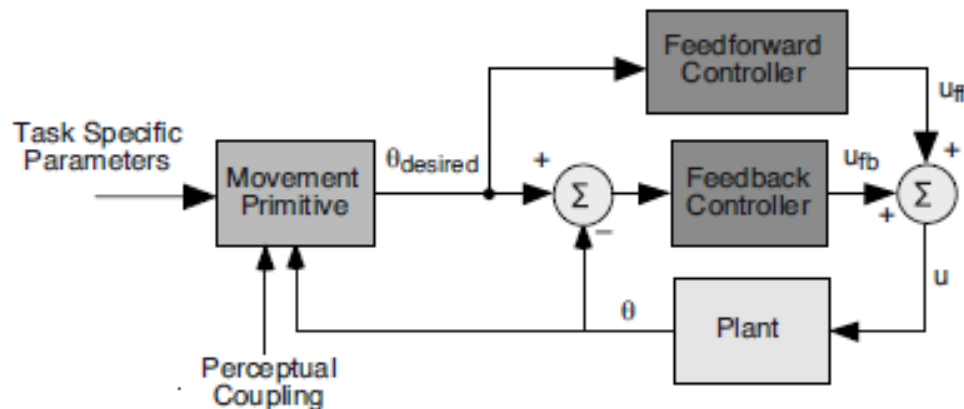 Feedforward
Controller
u_ff
Task Specific
Parameters
Movement
Primitive
θ_desired
+
Σ
−
Feedback
Controller
u_fb
+
+
Σ
u
θ
Plant
Perceptual
Coupling